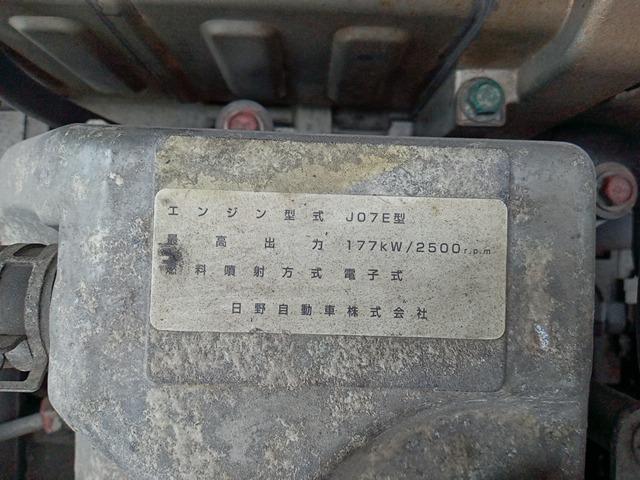 エンジン型式 J07E型
最高出力 177kW/2500r.p.m
燃料噴射方式 電子式
日野自動車株式会社